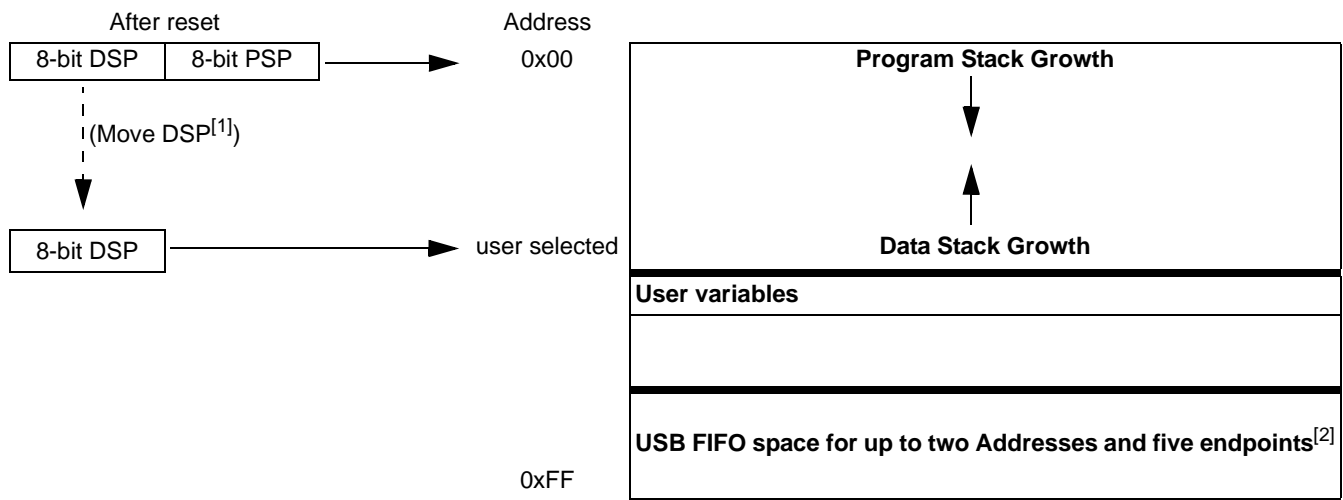 After reset
Address
8-bit DSP 8-bit PSP
0x00
Program Stack Growth
(Move DSP[1])
8-bit DSP
user selected
Data Stack Growth
User variables
USB FIFO space for up to two Addresses and five endpoints[2]
0xFF